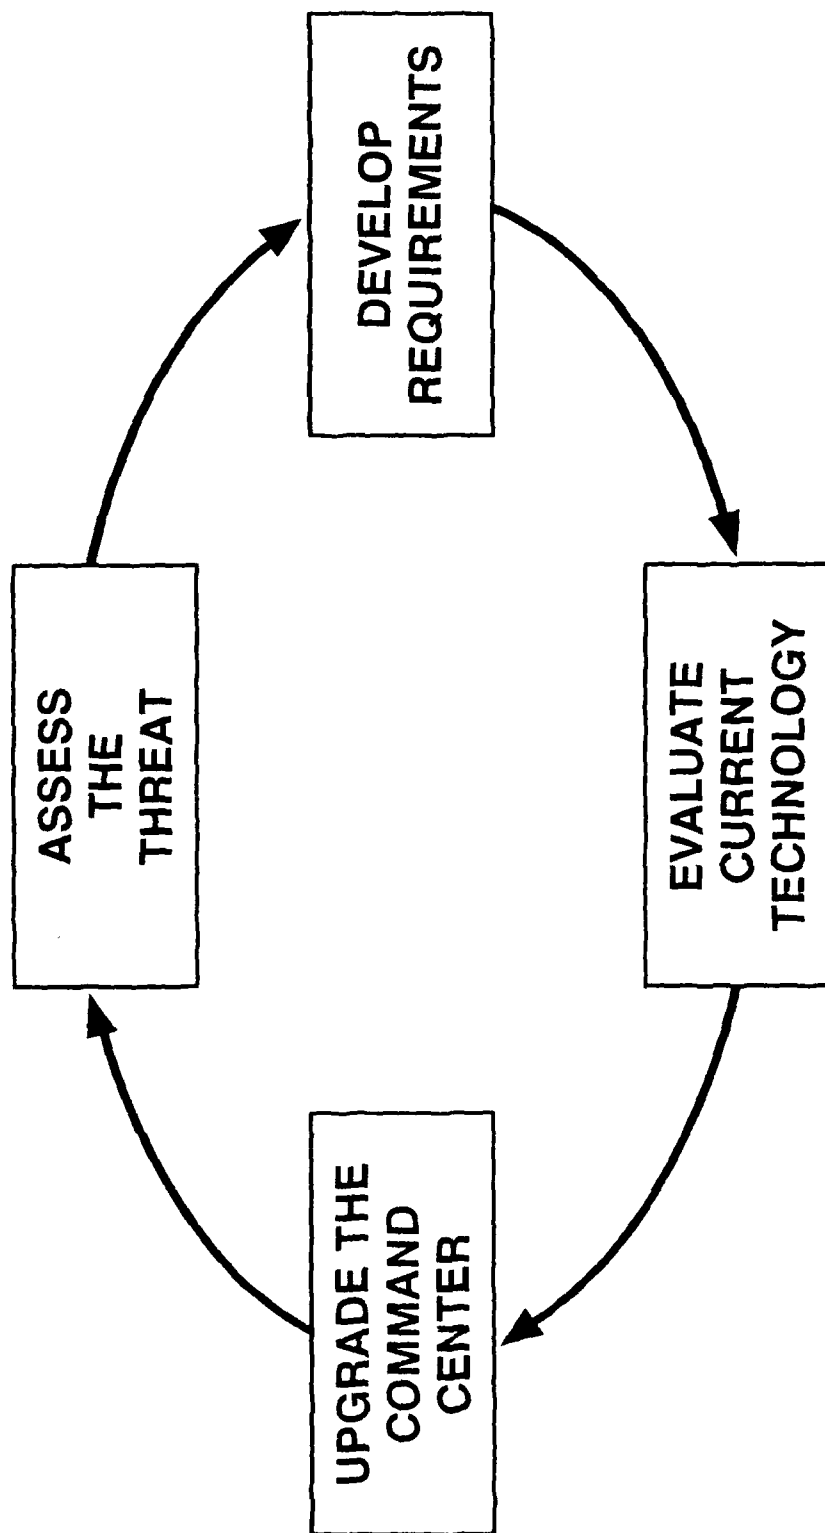 ASSESS
THE
THREAT
DEVELOP
REQUIREMENTS
EVALUATE
CURRENT
TECHNOLOGY
UPGRADE THE
COMMAND
CENTER